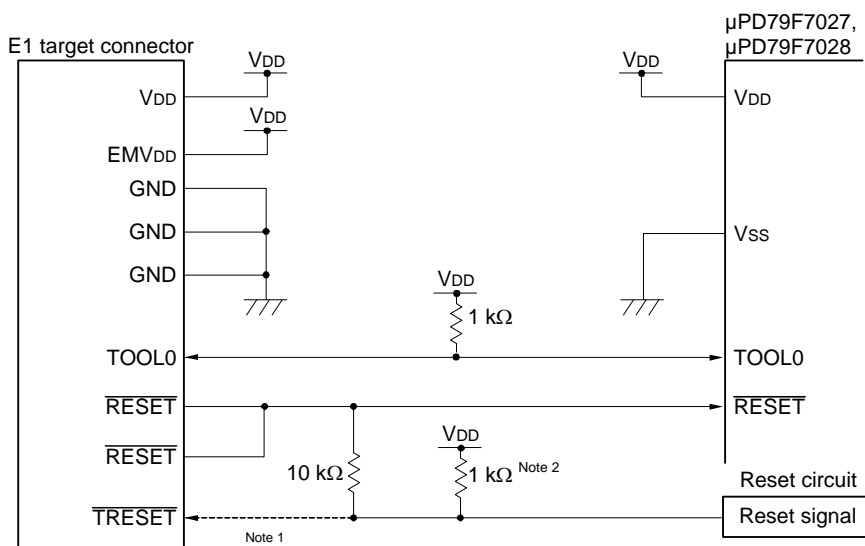 μPD79F7027,
μPD79F7028
E1 target connector
VDD
VDD
VDD
VDD
VDD
EMVDD
GND
GND
VSS
GND
VDD
1 kΩ
TOOL0
TOOL0
RESET
RESET
VDD
RESET
10 kΩ
1 kΩ Note 2
Reset circuit
TRESET
Reset signal
Note 1